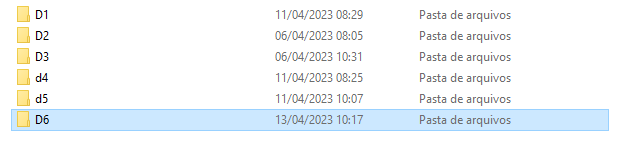 D1 11/04/2023 08:29 Pasta de arquivos
D2 06/04/2023 08:05 Pasta de arquivos
D3 06/04/2023 10:31 Pasta de arquivos
d4 11/04/2023 08:25 Pasta de arquivos
d5 11/04/2023 10:07 Pasta de arquivos
D6 13/04/2023 10:17 Pasta de arquivos